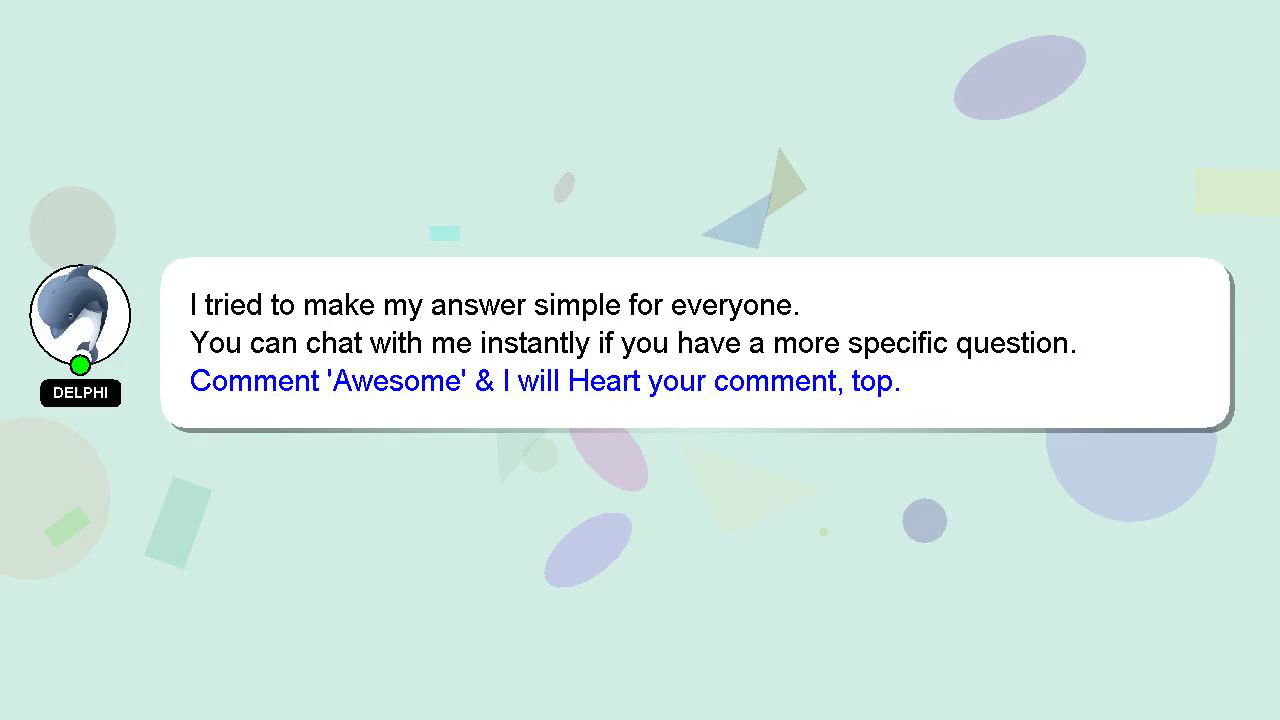 I tried to make my answer simple for everyone.
You can chat with me instantly if you have a more specific question.
Comment 'Awesome' & I will Heart your comment, top.
DELPHI